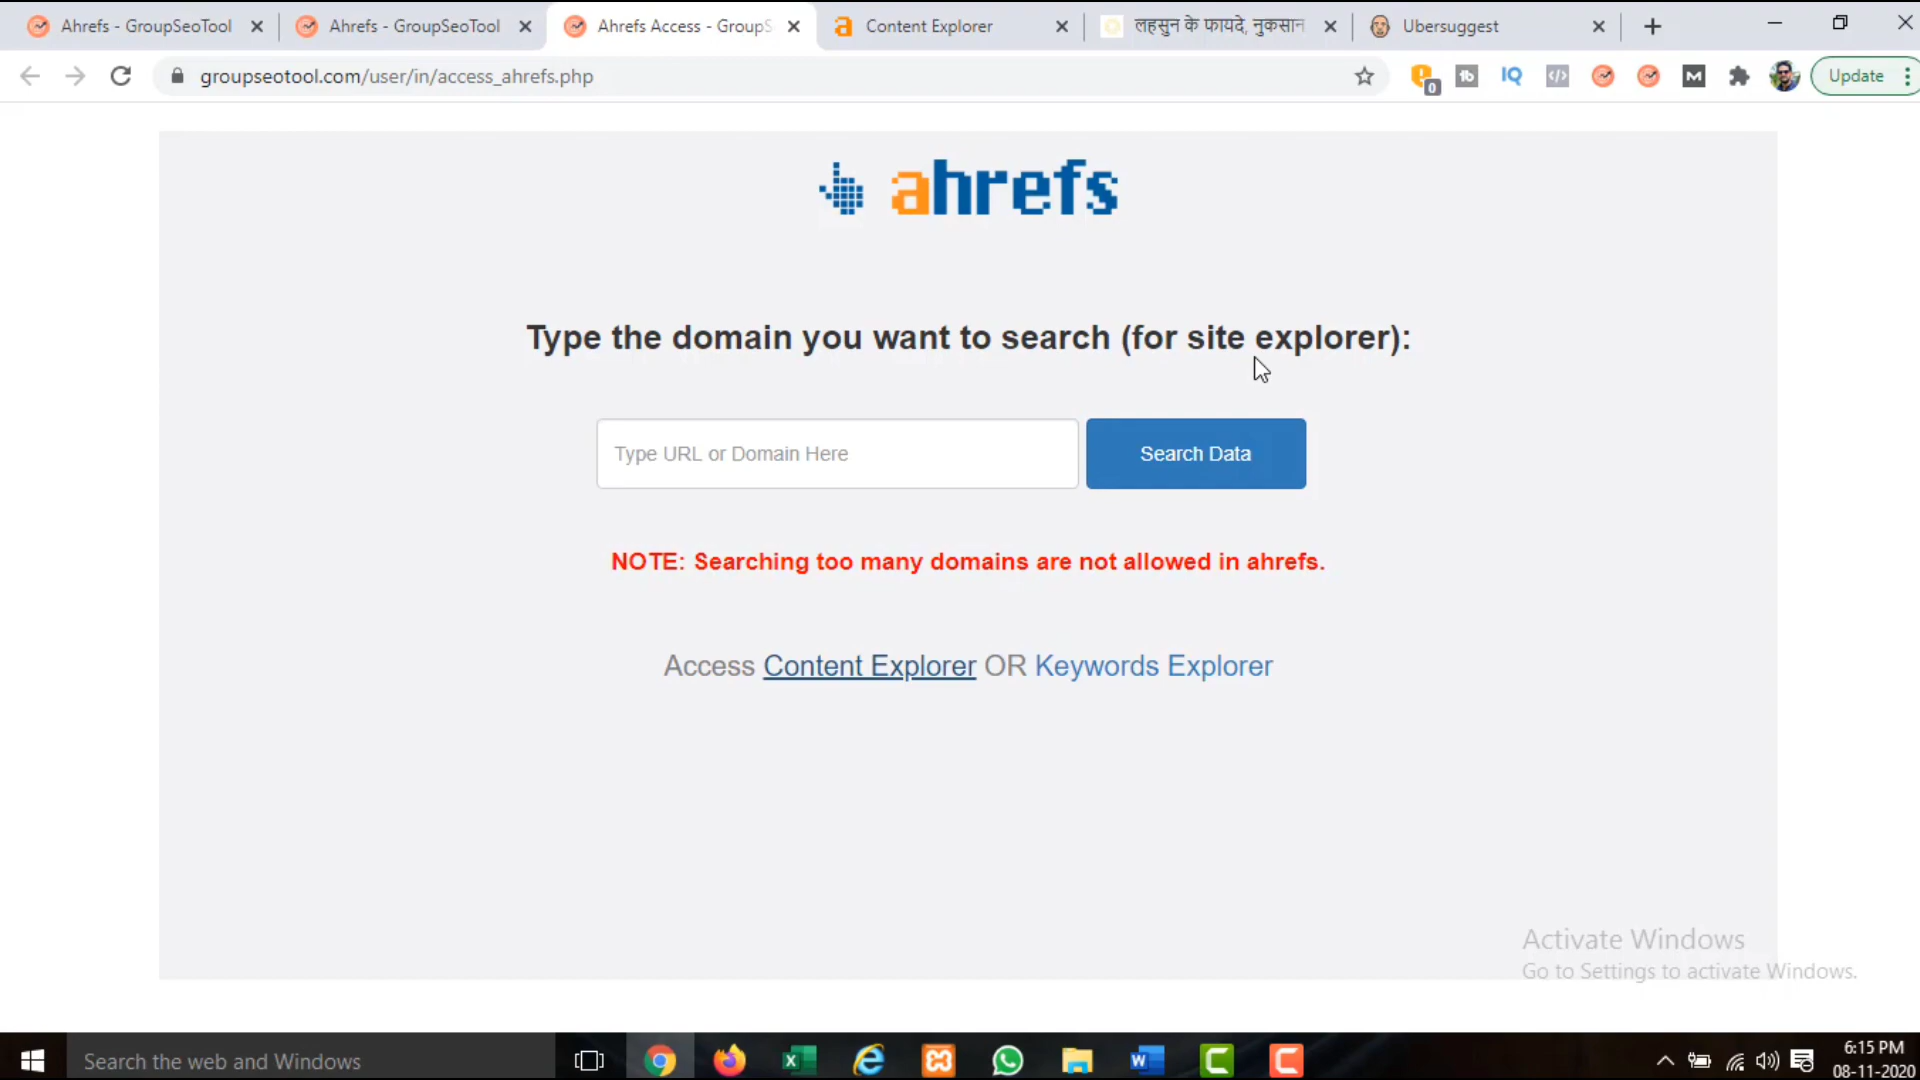 Ahrefs - GroupSeoTool
Ahrefs - GroupSeoTool
Ahrefs Access - GroupS
Content Explorer
लहसुन के फायदे, नुकसान
Ubersuggest
groupseotool.com/user/in/access_ahrefs.php
0
1b
IQ
</>
M
Update
ahrefs
Type the domain you want to search (for site explorer):
Type URL or Domain Here
Search Data
NOTE: Searching too many domains are not allowed in ahrefs.
Access Content Explorer OR Keywords Explorer
Activate Windows
Go to Settings to activate Windows.
Search the web and Windows
6:15 PM
08-11-2020